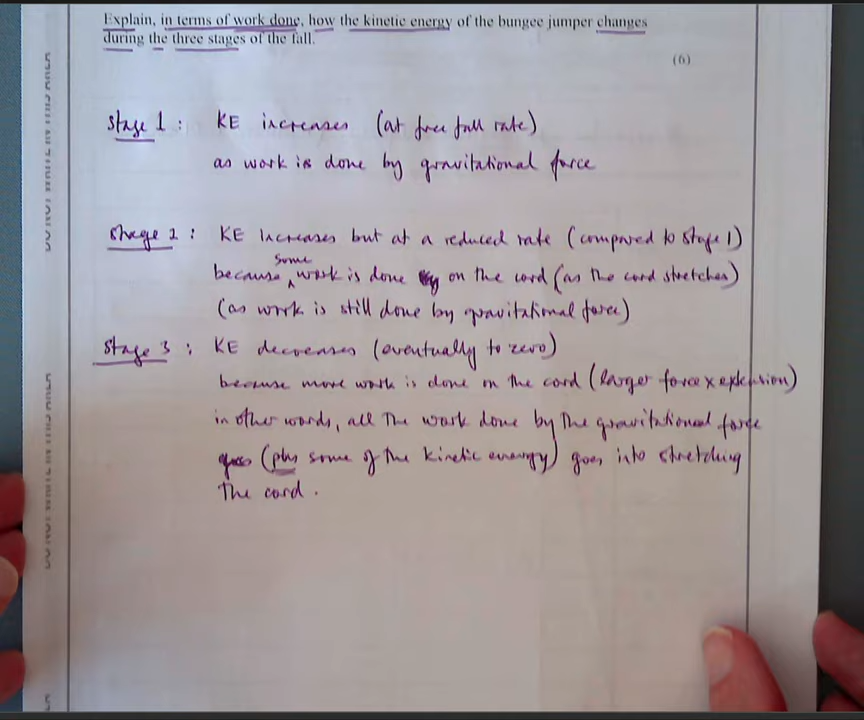 Explain, in terms of work done, how the kinetic energy of the bungee jumper changes
during the three stages of the fall.
(6)
Stage 1 : KE increases (at free fall rate)
as work is done by gravitational force
Stage 2 : KE increases but at a reduced rate (compared to stage 1)
because some work is done on the cord (as the cord stretches)
(as work is still done by gravitational force)
Stage 3 : KE decreases (eventually to zero)
because more work is done on the cord (larger force x extension)
in other words, all the work done by the gravitational force
(plus some of the kinetic energy) goes into stretching
the cord .